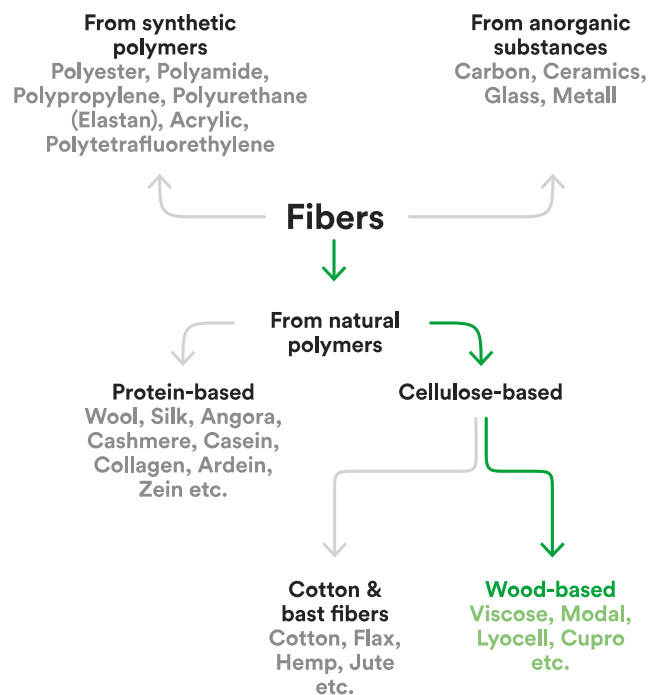 From synthetic
polymers
Polyester, Polyamide,
Polypropylene, Polyurethane
(Elastan), Acrylic,
Polytetrafluorethylene
From anorganic
substances
Carbon, Ceramics,
Glass, Metall
Fibers
From natural
polymers
Protein-based
Wool, Silk, Angora,
Cashmere, Casein,
Collagen, Ardein,
Zein etc.
Cellulose-based
Cotton &
bast fibers
Cotton, Flax,
Hemp, Jute
etc.
Wood-based
Viscose, Modal,
Lyocell, Cupro
etc.